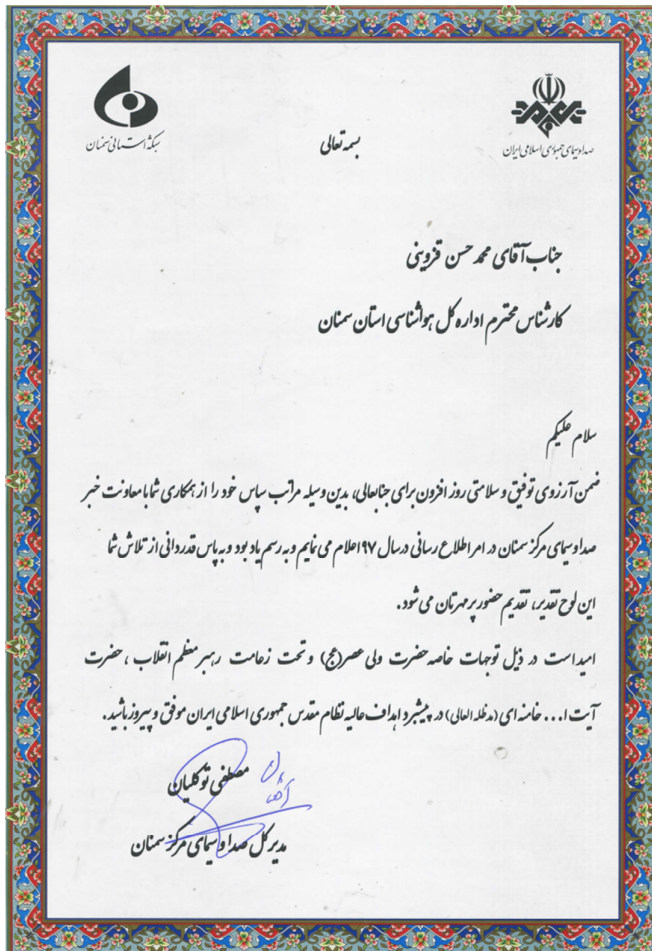 صدا و سیمای جمهوری اسلامی ایران
شبکه استانی سمنان
بسمه تعالی
جناب آقای محمد حسن قزوینی
کارشناس محترم اداره کل هواشناسی استان سمنان
سلام علیکم
ضمن آرزوی توفیق و سلامتی روز افزون برای جنابعالی، بدین وسیله مراتب سپاس خود را از همکاری شما با معاونت خبر
صدا و سیمای مرکز سمنان در امر اطلاع رسانی در سال ۹۷ اعلام می نمایم و به رسم یاد بود و به پاس قدردانی از تلاش شما
این لوح تقدیر، تقدیم حضور پر مهرتان می شود.
امید است در ذیل توجهات خاصه حضرت ولی عصر(عج) و تحت زعامت رهبر معظم انقلاب ، حضرت
آیت ا... خامنه ای (مدظله العالی) در پیشبرد اهداف عالیه نظام مقدس جمهوری اسلامی ایران موفق و پیروز باشید.
مصطفی توکلیان
مدیر کل صدا و سیمای مرکز سمنان